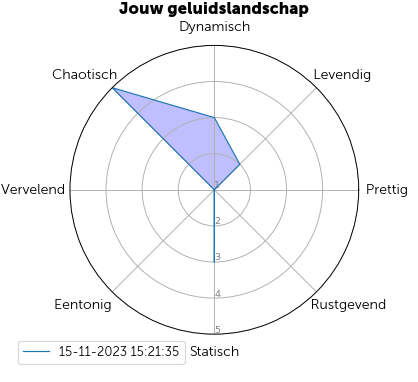 Jouw geluidslandschap
Dynamisch
Chaotisch
Levendig
Vervelend
1
Prettig
2
3
4
Eentonig
Rustgevend
5
15-11-2023 15:21:35
Statisch